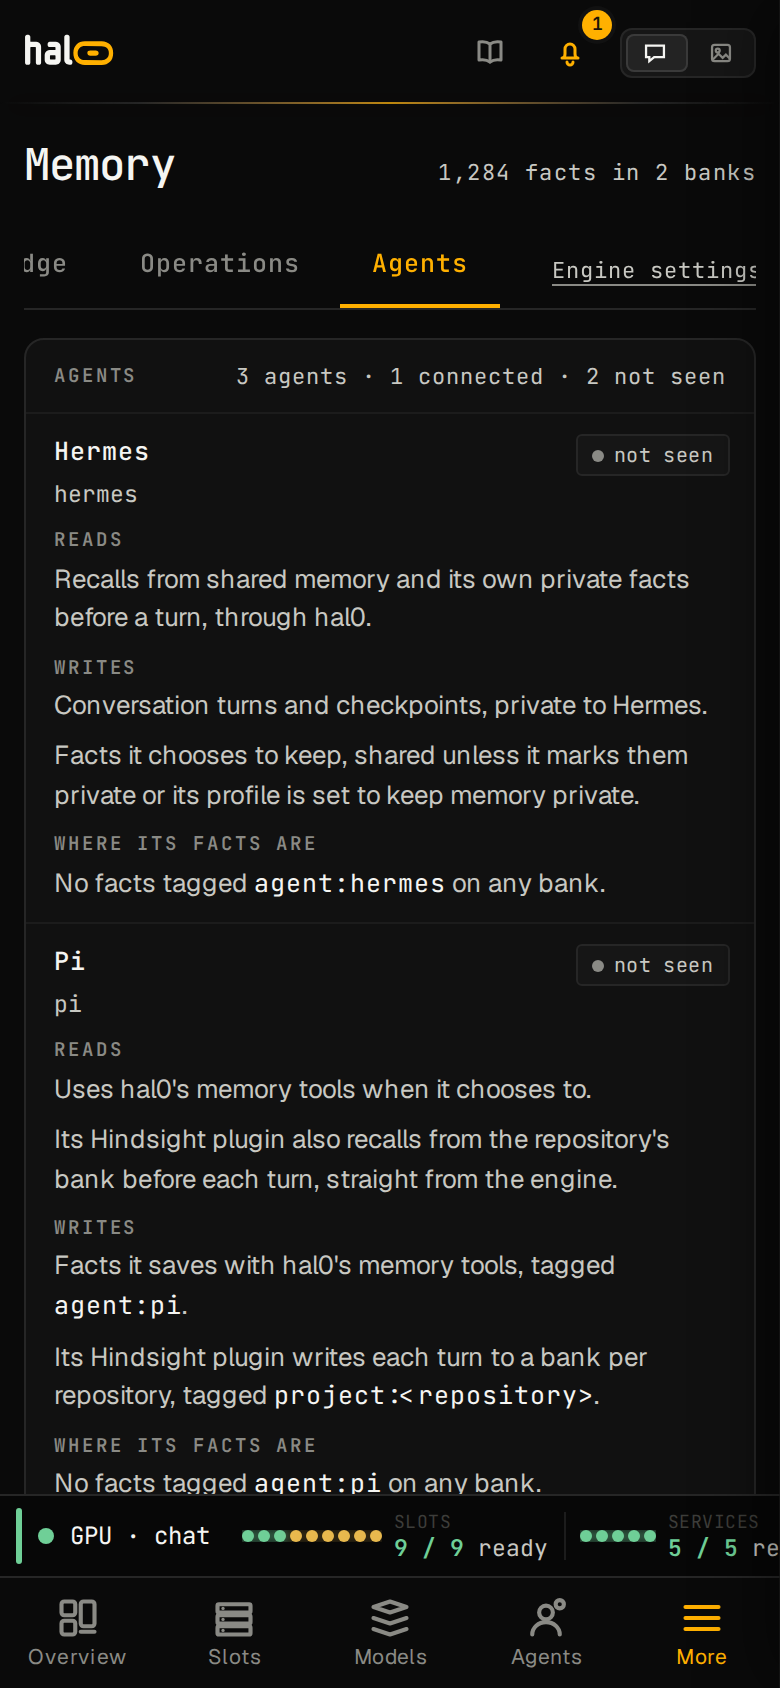 hal0
1
Memory
1,284 facts in 2 banks
dge
Operations
Agents
Engine settings
AGENTS
3 agents · 1 connected · 2 not seen
Hermes
not seen
hermes
READS
Recalls from shared memory and its own private facts
before a turn, through hal0.
WRITES
Conversation turns and checkpoints, private to Hermes.
Facts it chooses to keep, shared unless it marks them
private or its profile is set to keep memory private.
WHERE ITS FACTS ARE
No facts tagged agent:hermes on any bank.
Pi
not seen
pi
READS
Uses hal0's memory tools when it chooses to.
Its Hindsight plugin also recalls from the repository's
bank before each turn, straight from the engine.
WRITES
Facts it saves with hal0's memory tools, tagged
agent:pi.
Its Hindsight plugin writes each turn to a bank per
repository, tagged project:<repository>.
WHERE ITS FACTS ARE
No facts tagged agent:pi on any bank.
GPU · chat
SLOTS
9 / 9 ready
SERVICES
5 / 5 re
Overview
Slots
Models
Agents
More